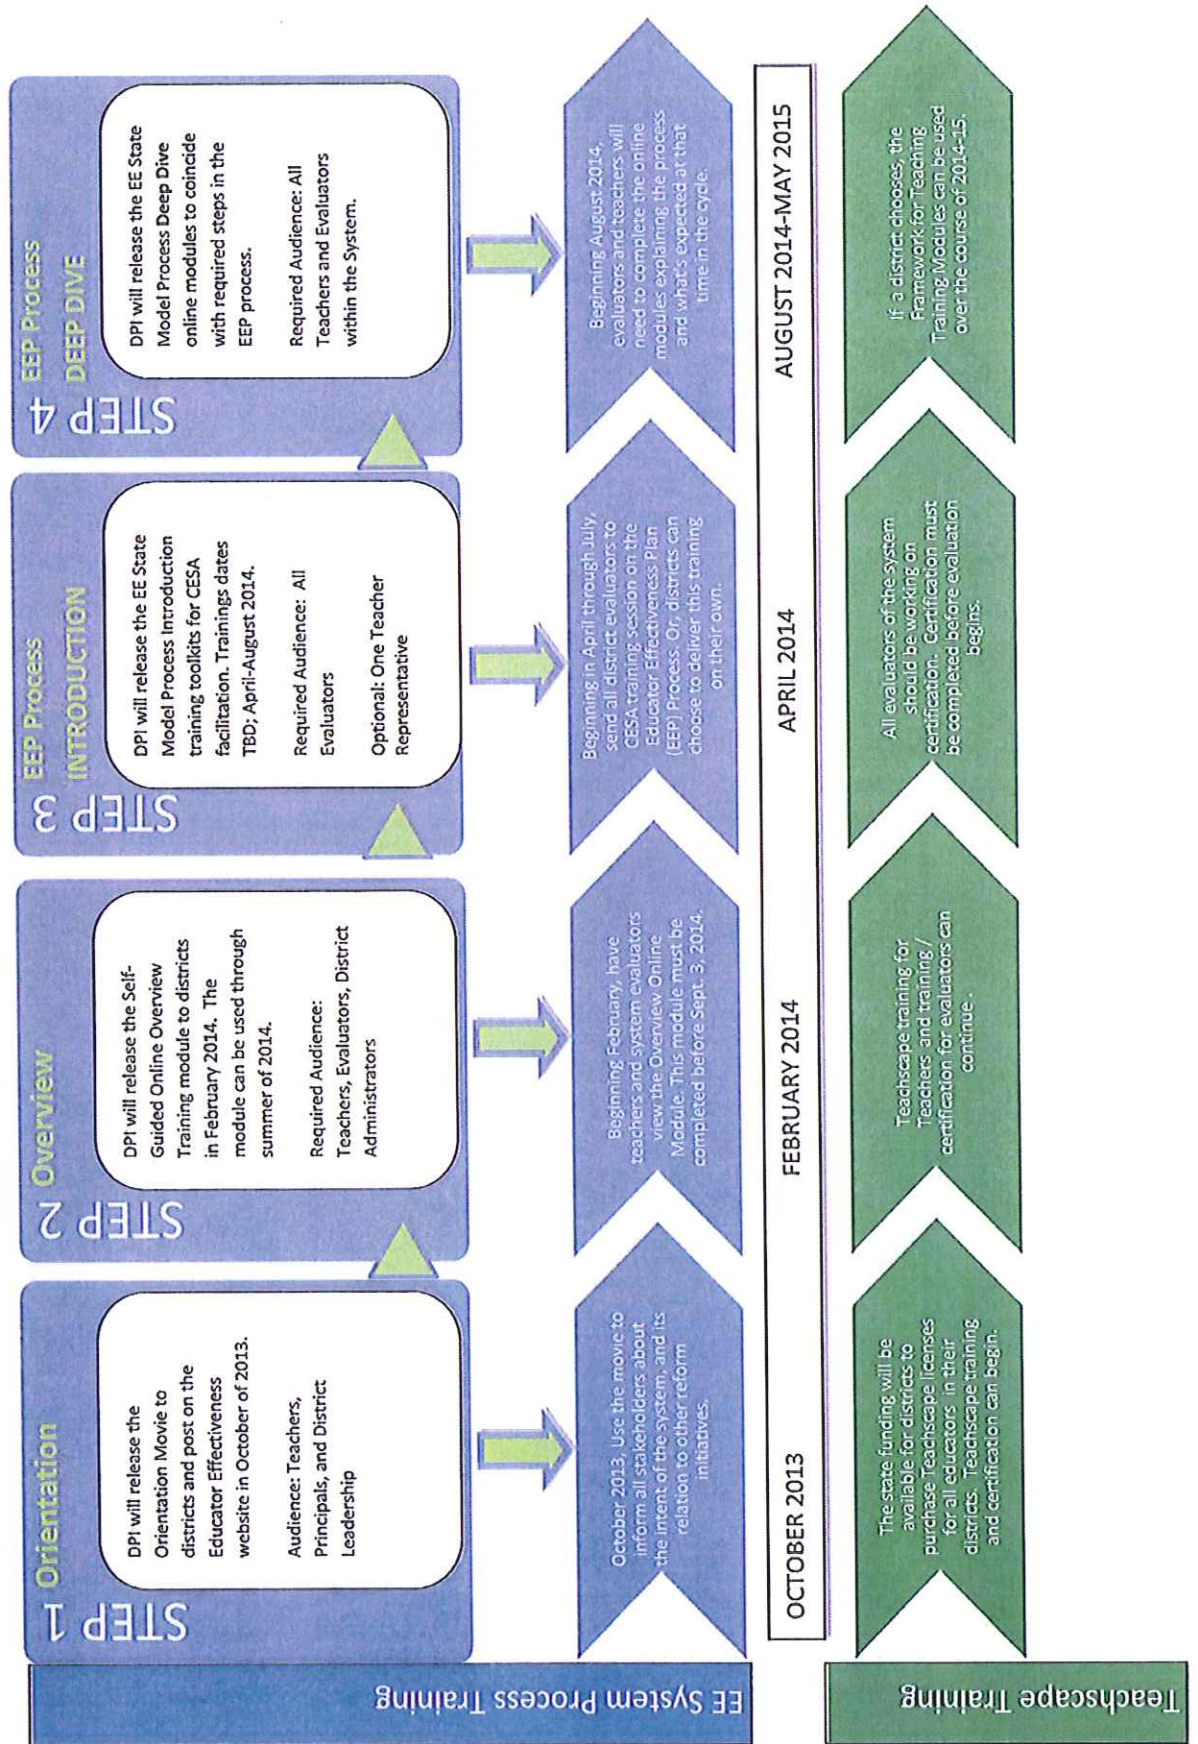 EE System Process Training
STEP 1
Orientation
DPI will release the
Orientation Movie to
districts and post on the
Educator Effectiveness
website in October of 2013.
Audience: Teachers,
Principals, and District
Leadership
STEP 2
Overview
DPI will release the Self-
Guided Online Overview
Training module to districts
in February 2014. The
module can be used through
summer of 2014.
Required Audience:
Teachers, Evaluators, District
Administrators
STEP 3
EEP Process
INTRODUCTION
DPI will release the EE State
Model Process Introduction
training toolkits for CESA
facilitation. Trainings dates
TBD; April-August 2014.
Required Audience: All
Evaluators
Optional: One Teacher
Representative
STEP 4
EEP Process
DEEP DIVE
DPI will release the EE State
Model Process Deep Dive
online modules to coincide
with required steps in the
EEP process.
Required Audience: All
Teachers and Evaluators
within the System.
October 2013, Use the movie to
inform all stakeholders about
the intent of the system, and its
relation to other reform
initiatives.
Beginning February, have
teachers and system evaluators
view the Overview Online
Module. This module must be
completed before Sept. 3, 2014.
Beginning in April through July,
send all district evaluators to
CESA training session on the
Educator Effectiveness Plan
(EEP) Process. Or, districts can
choose to deliver this training
on their own.
Beginning August 2014,
evaluators and teachers will
need to complete the online
modules explaining the process
and what's expected at that
time in the cycle.
OCTOBER 2013
FEBRUARY 2014
APRIL 2014
AUGUST 2014-MAY 2015
Teachscape Training
The state funding will be
available for districts to
purchase Teachscape licenses
for all educators in their
districts. Teachscape training
and certification can begin.
Teachscape training for
Teachers and training /
certification for evaluators can
continue .
All evaluators of the system
should be working on
certification. Certification must
be completed before evaluation
begins.
If a district chooses, the
Framework for Teaching
Training Modules can be used
over the course of 2014-15.